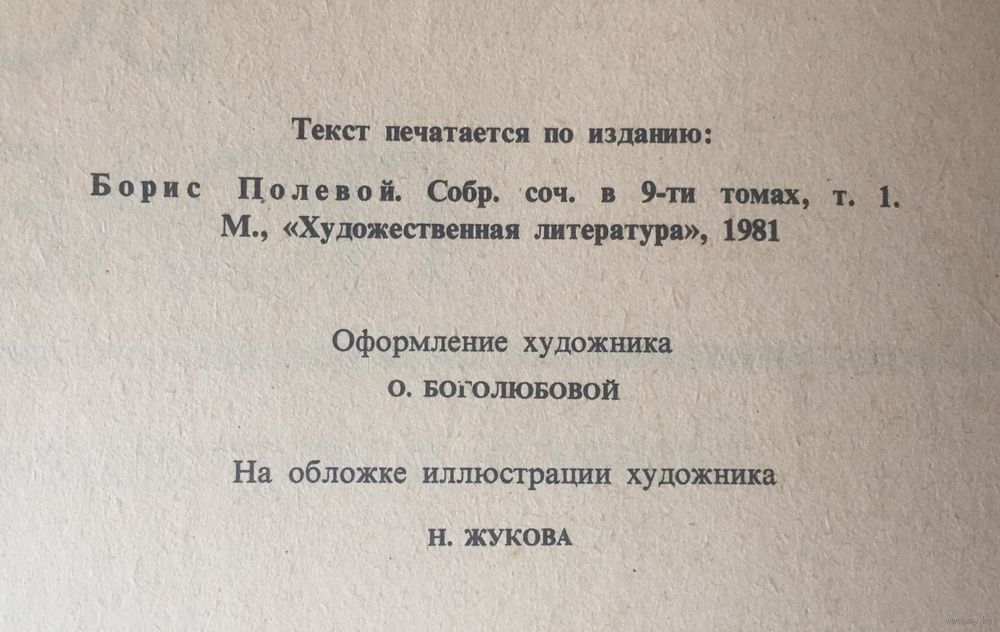 Текст печатается по изданию:
Борис Полевой. Собр. соч. в 9-ти томах, т. 1.
М., «Художественная литература», 1981
Оформление художника
О. БОГОЛЮБОВОЙ
На обложке иллюстрации художника
Н. ЖУКОВА